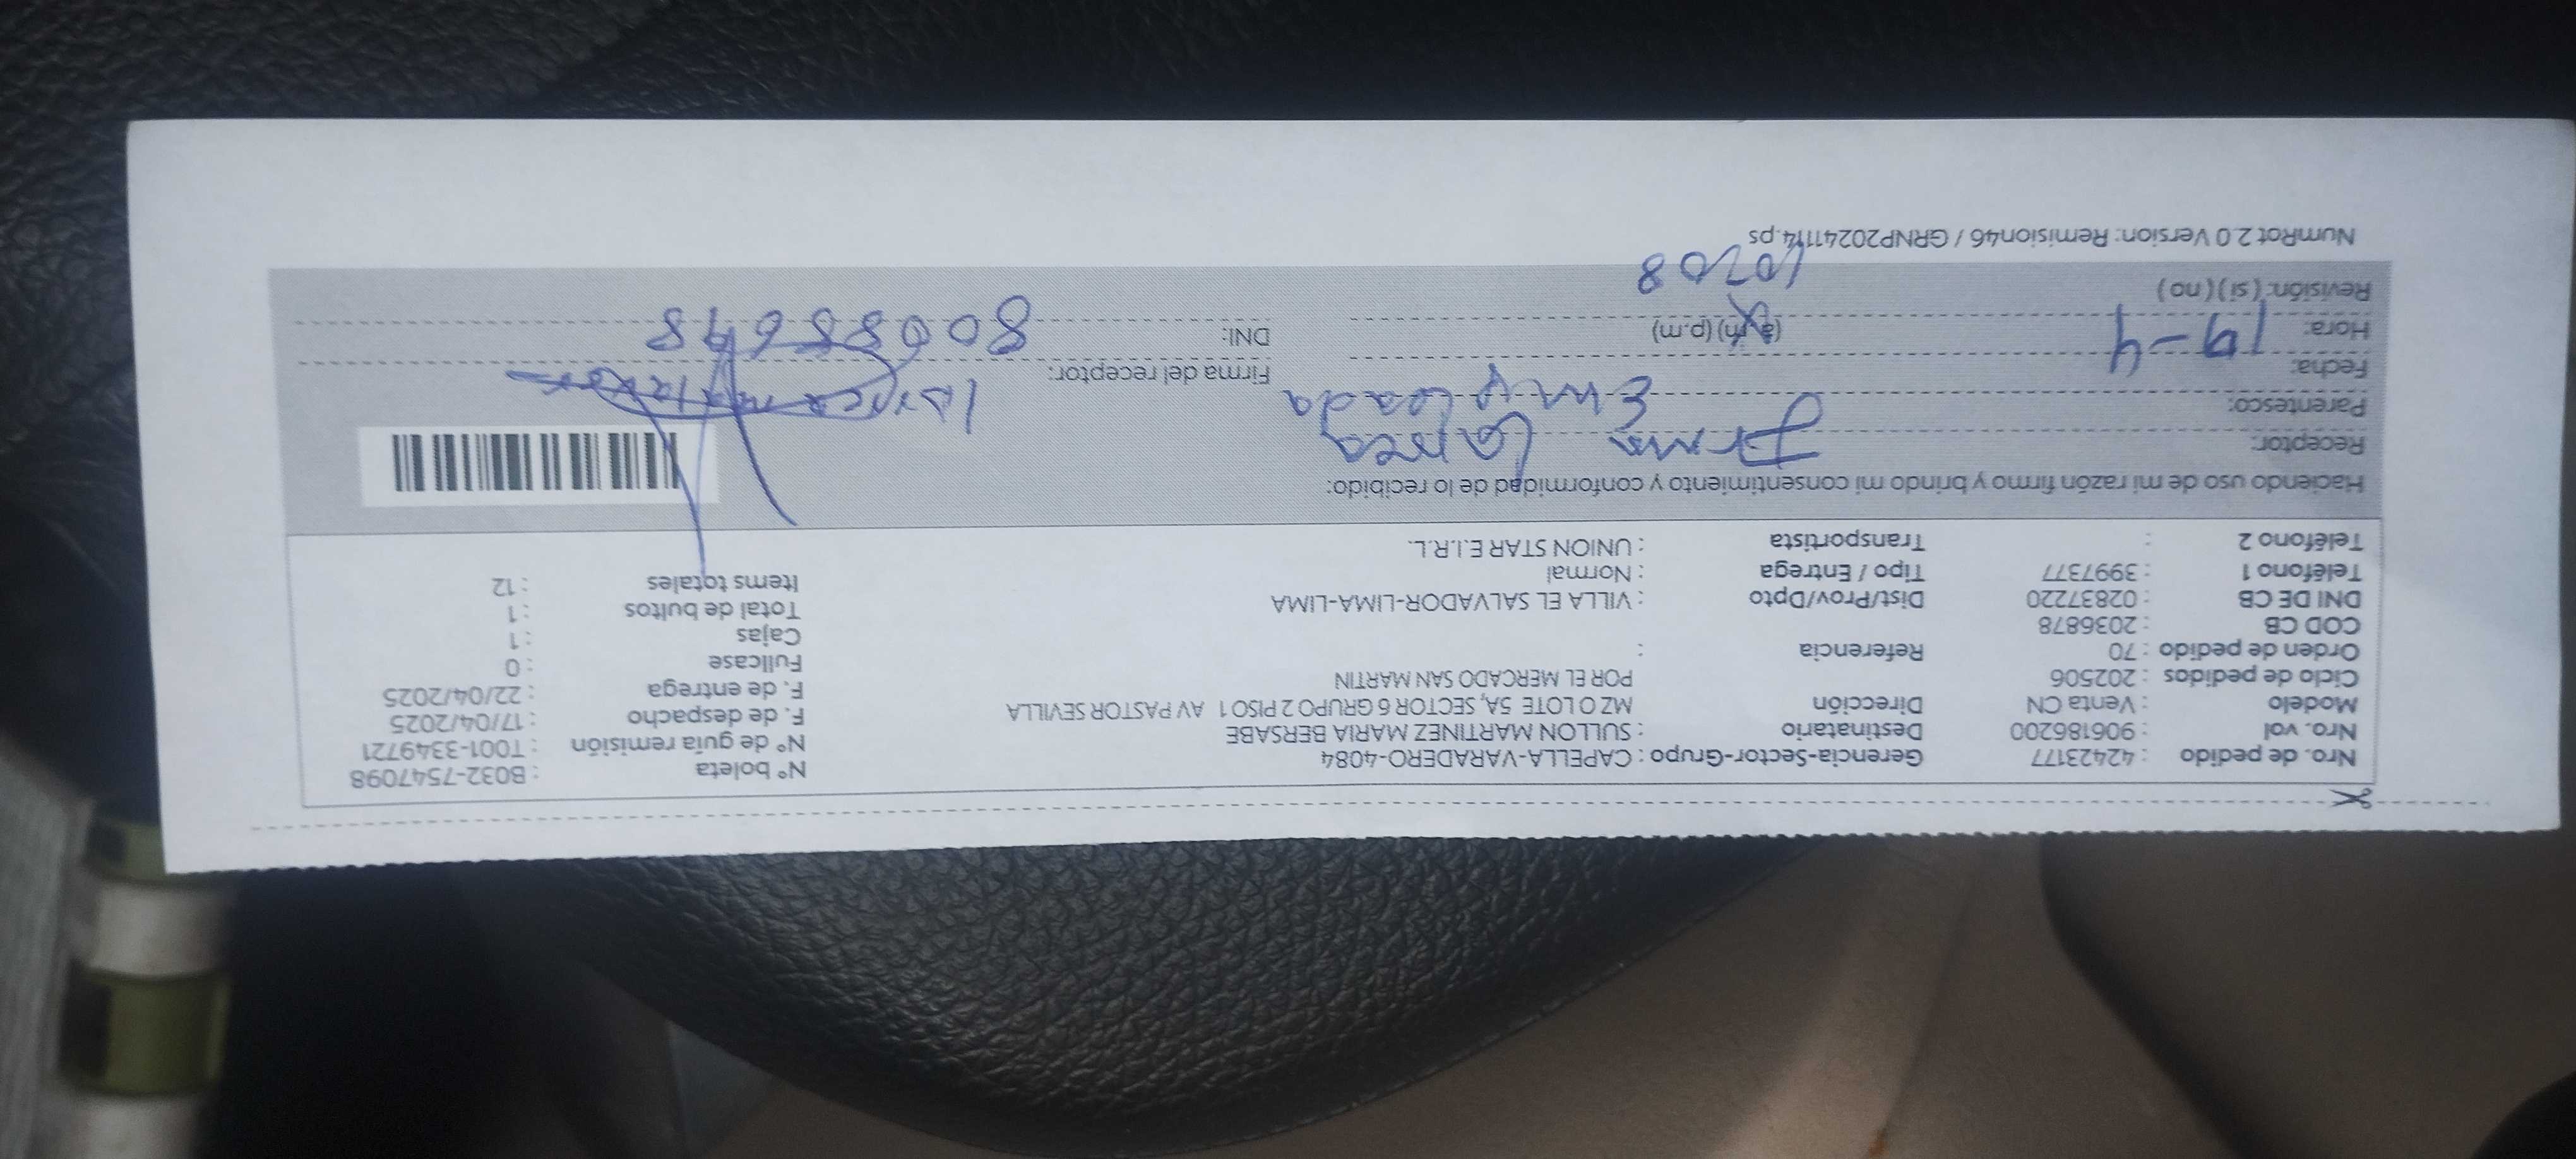 Nro. de pedido : 42423177 Gerencia-Sector-Grupo : CAPELLA-VARADERO-4084 N° boleta : B032-7547098
Nro. vol : 906186200 Destinatario : SULLON MARTINEZ MARIA BERSABE N° de guía remisión : T001-3349721
Modelo : Venta CN Dirección MZ O LOTE 5A, SECTOR 6 GRUPO 2 PISO 1 AV PASTOR SEVILLA F. de despacho : 17/04/2025
Ciclo de pedidos : 202506 POR EL MERCADO SAN MARTIN F. de entrega : 22/04/2025
Orden de pedido : 70 Referencia : Fullcase : 0
COD CB : 2036878 Cajas : 1
DNI DE CB : 02837220 Dist/Prov/Dpto : VILLA EL SALVADOR-LIMA-LIMA Total de bultos : 1
Teléfono 1 : 3997377 Tipo / Entrega : Normal Items totales : 12
Teléfono 2 : Transportista : UNION STAR E.I.R.L.
Haciendo uso de mi razón firmo y brindo mi consentimiento y conformidad de lo recibido:
Receptor:
Parentesco: Empleada
Fecha: 19-4 Firma del receptor:
Hora: (a.m) (p.m) DNI: 80088648
Revisión: ( si ) ( no )
NumRot 2.0 Version: Remision46 / GRNP20241114.ps